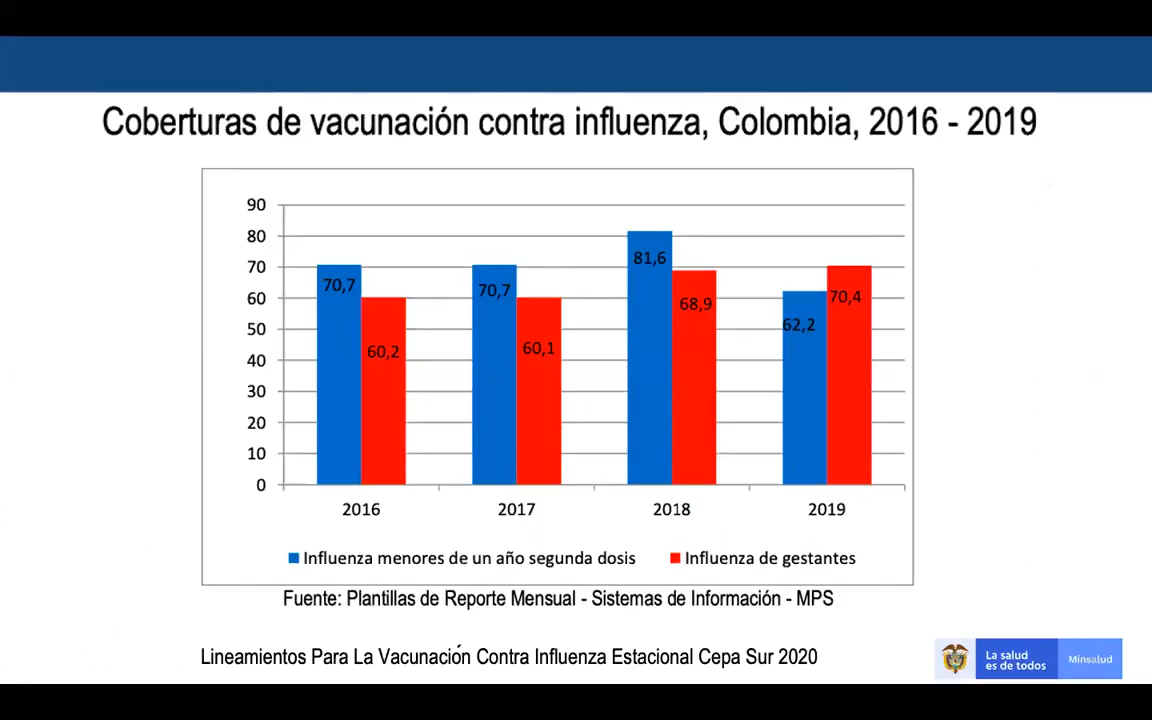 Coberturas de vacunación contra influenza, Colombia, 2016 - 2019
90
80
70
60
50
40
30
20
10
0
70,7
60,2
70,7
60,1
81,6
68,9
62,2
70,4
2016
2017
2018
2019
Influenza menores de un año segunda dosis
Influenza de gestantes
Fuente: Plantillas de Reporte Mensual - Sistemas de Información - MPS
Lineamientos Para La Vacunación Contra Influenza Estacional Cepa Sur 2020
La salud
es de todos
Minsalud